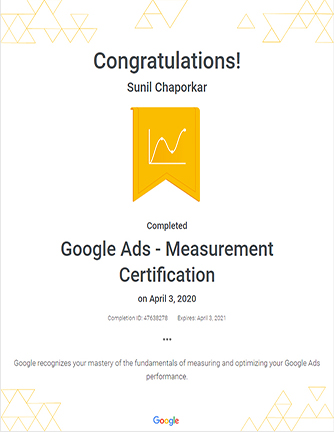 Congratulations!
Sunil Chaporkar
Completed
Google Ads - Measurement
Certification
on April 3, 2020
Completion ID: 47638278 Expires: April 3, 2021
Google recognizes your mastery of the fundamentals of measuring and optimizing your Google Ads
performance.
Google